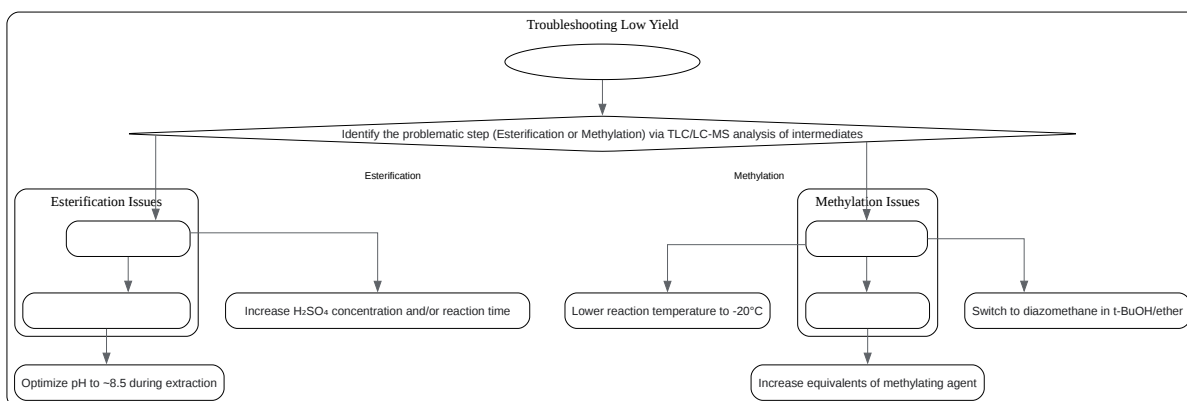 Troubleshooting Low Yield
Identify the problematic step (Esterification or Methylation) via TLC/LC-MS analysis of intermediates
Esterification
Methylation
Esterification Issues
Methylation Issues
Increase H₂SO₄ concentration and/or reaction time
Lower reaction temperature to -20°C
Switch to diazomethane in t-BuOH/ether
Optimize pH to ~8.5 during extraction
Increase equivalents of methylating agent